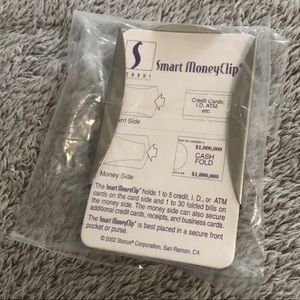 S
STORUS
Smart MoneyClip®
Credit Cards,
I.D, ATM,
etc.
Card Side
$1,000,000
CASH
FOLD
$1,000,000
Money Side
The Smart MoneyClip® holds 1 to 5 credit, I. D., or ATM
cards on the card side and 1 to 30 folded bills on
the money side. The money side can also secure
additional credit cards, receipts, and business cards.
The Smart MoneyClip® is best placed in a secure front
pocket or purse.
© 2002 Storus® Corporation, San Ramon, CA